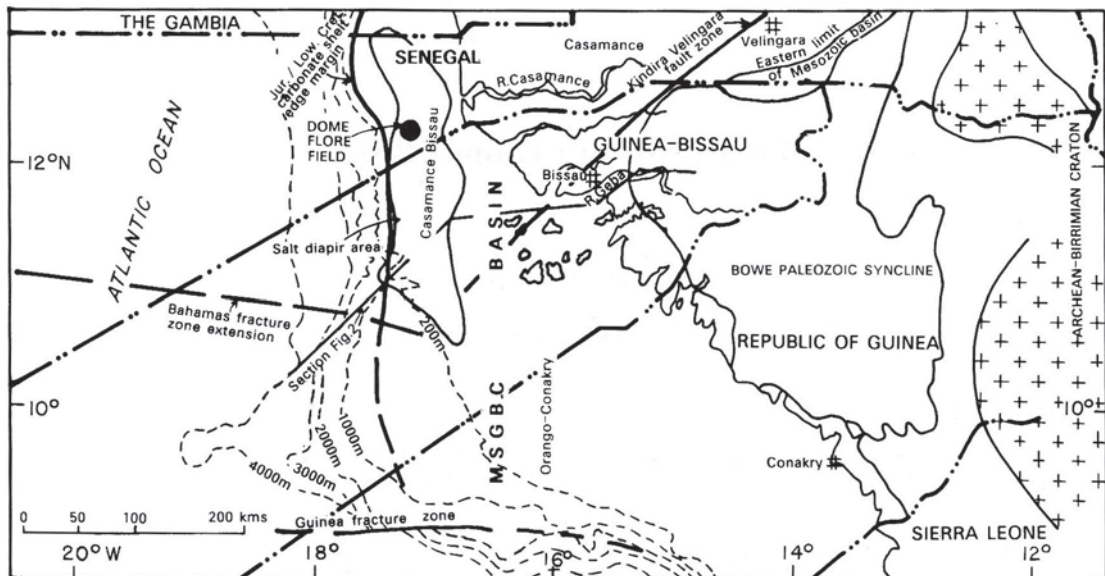 THE GAMBIA
Jur./Low. Cret.
carbonate shelf
edge margin
SENEGAL
Casamance
R.Casamance
Kindira Velingara
fault zone
Velingara
Eastern limit
of Mesozoic basin
DOME
FLORE
FIELD
12°N
ATLANTIC OCEAN
Casamance Bissau
GUINEA-BISSAU
Bissau
R.Geba
BASIN
Salt diapir area
BOWE PALEOZOIC SYNCLINE
ARCHEAN-BIRRIMIAN CRATON
Bahamas fracture
zone extension
Section Fig.2
200m
REPUBLIC OF GUINEA
10°
10°
M.S.G.B.C
Orango-Conakry
1000m
2000m
3000m
4000m
Conakry
0 50 100 200 kms
Guinea fracture zone
SIERRA LEONE
20°W
18°
16°
14°
12°